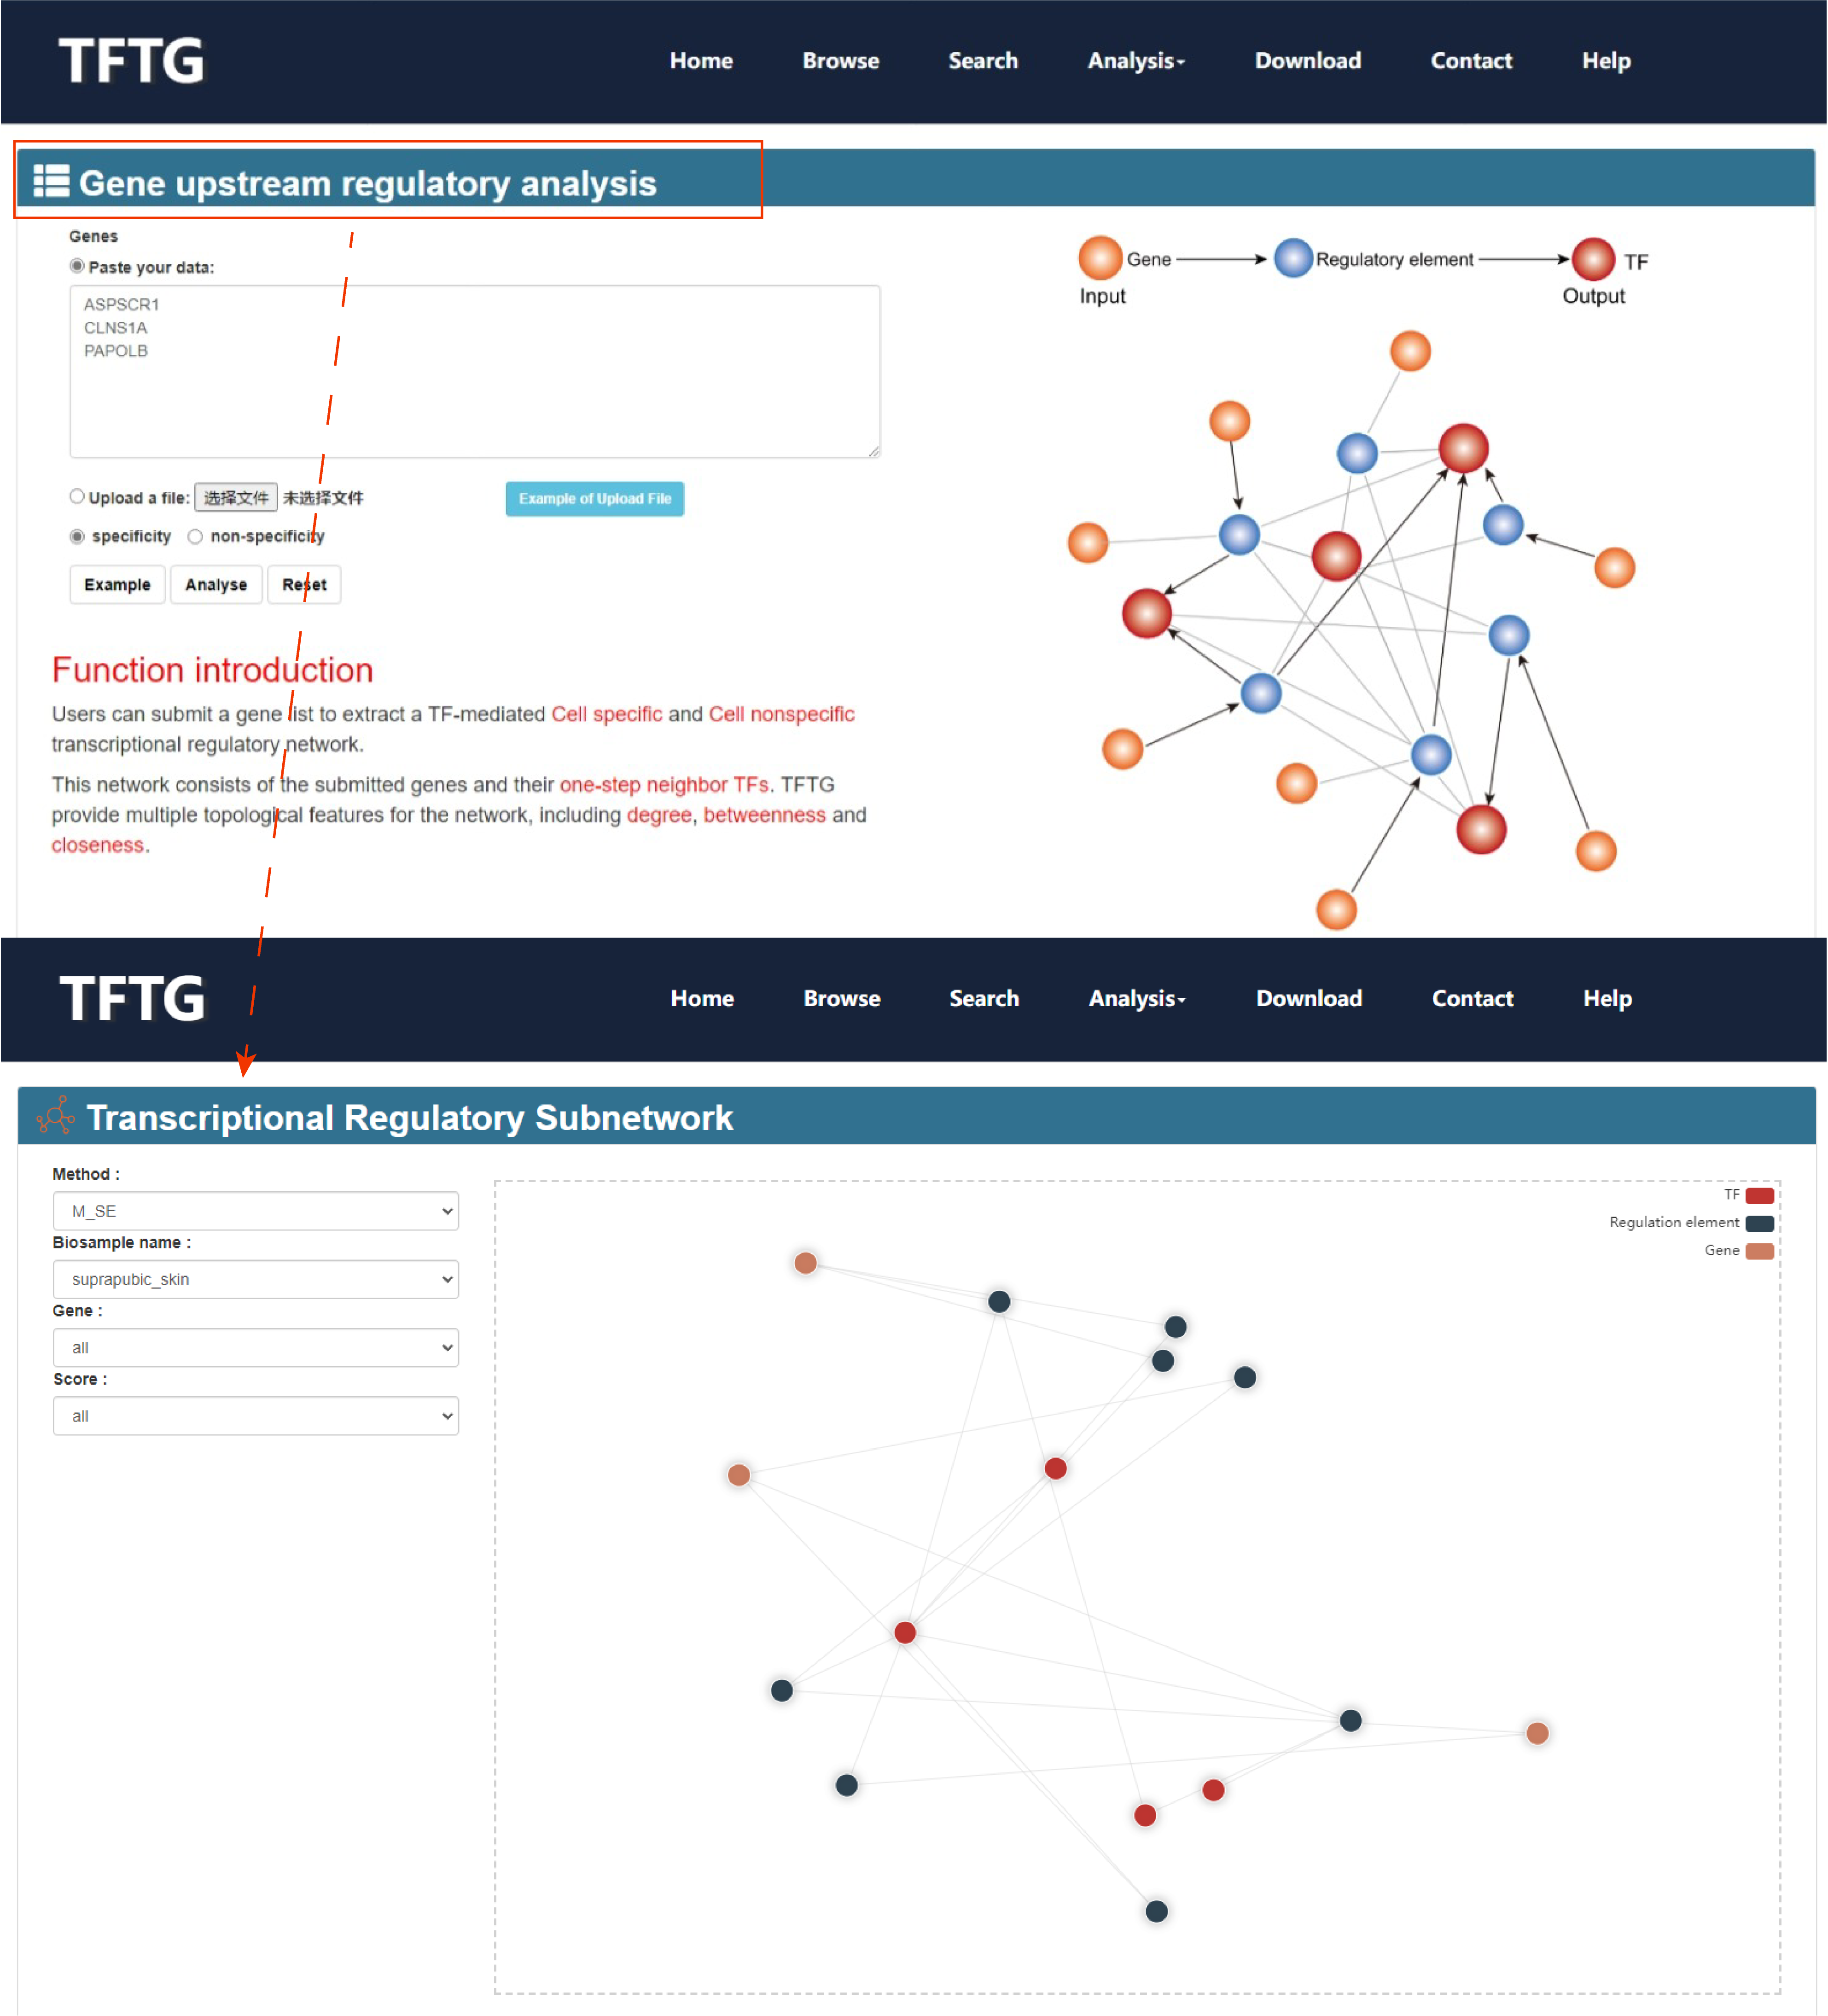 TFTG
Home Browse Search Analysis Download Contact Help
Gene upstream regulatory analysis
Genes
Paste your data:
ASPSCR1
CLNS1A
PAPOLB
Upload a file: 选择文件 未选择文件 Example of Upload File
specificity non-specificity
Example Analyse Reset
Function introduction
Users can submit a gene list to extract a TF-mediated Cell specific and Cell nonspecific
transcriptional regulatory network.
This network consists of the submitted genes and their one-step neighbor TFs. TFTG
provide multiple topological features for the network, including degree, betweenness and
closeness.
Gene Regulatory element TF
Input Output
TFTG
Home Browse Search Analysis Download Contact Help
Transcriptional Regulatory Subnetwork
Method :
M_SE
Biosample name :
suprapubic_skin
Gene :
all
Score :
all
TF
Regulation element
Gene